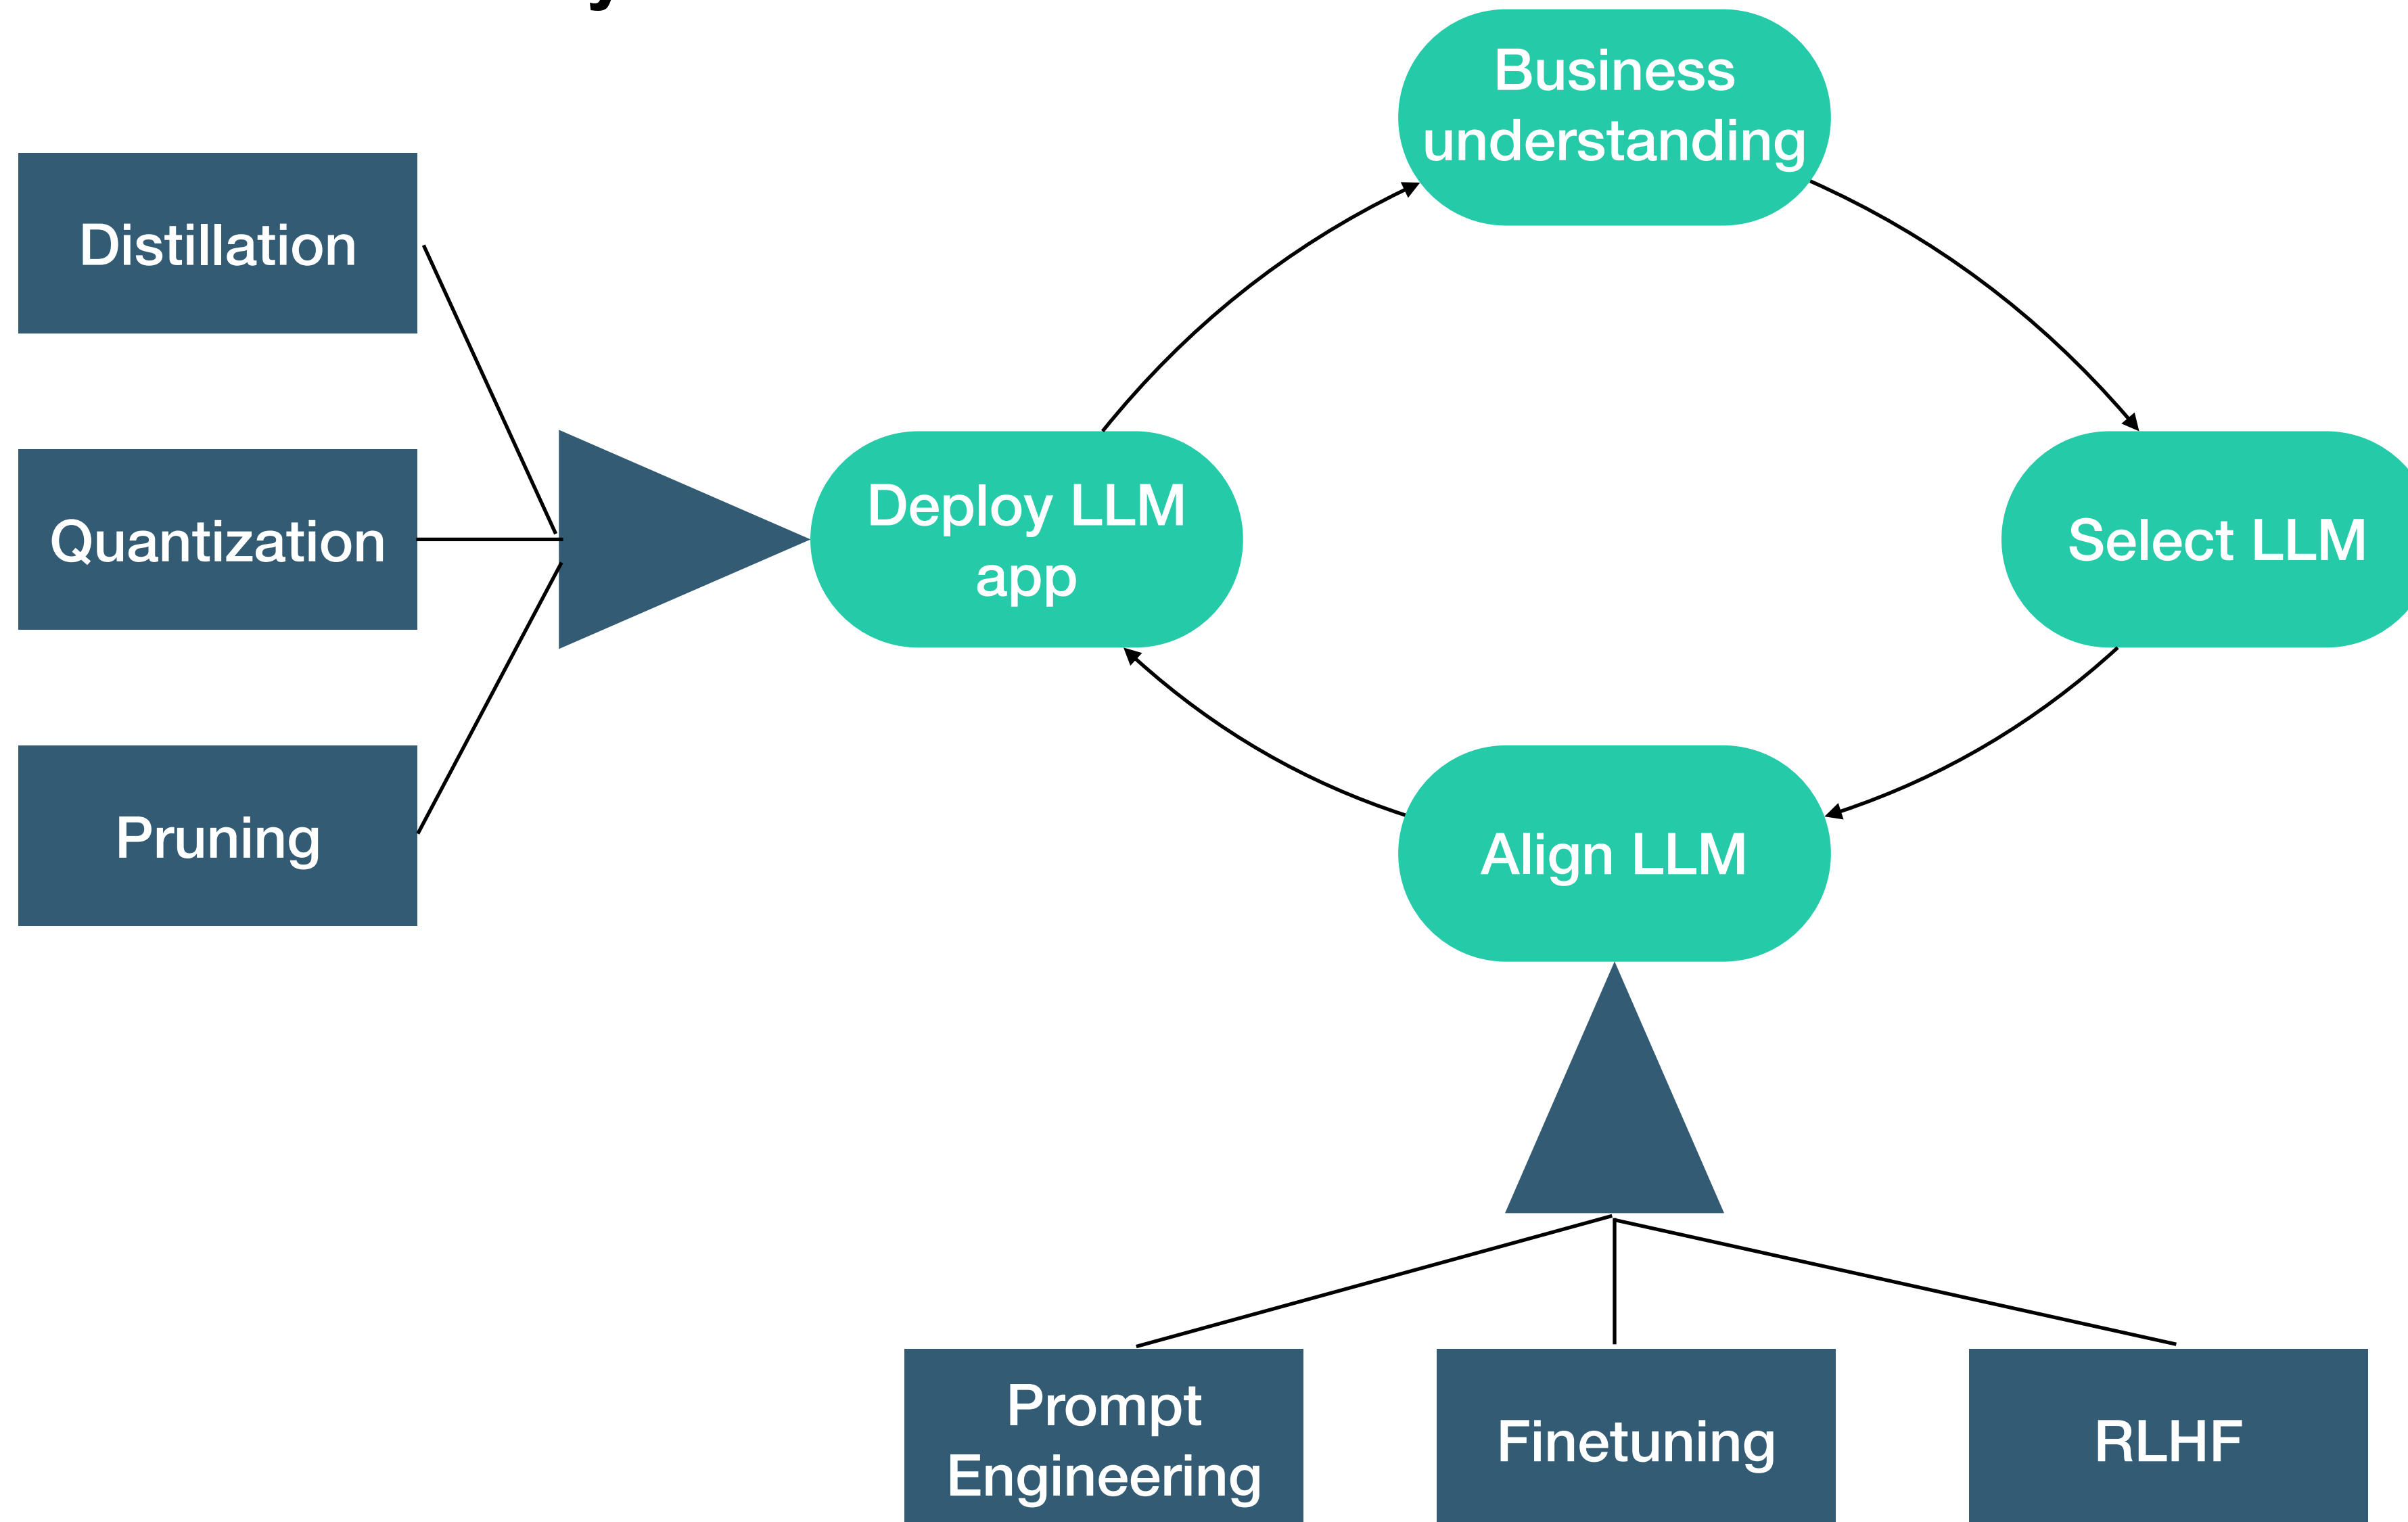 Business
understanding
Distillation
Deploy LLM
app
Select LLM
Quantization
Pruning
Align LLM
Prompt
Engineering
Finetuning
RLHF